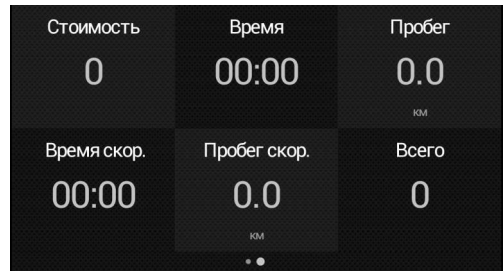 Стоимость Время Пробег
0 00:00 0.0
км
Время скор. Пробег скор. Всего
00:00 0.0 0
км